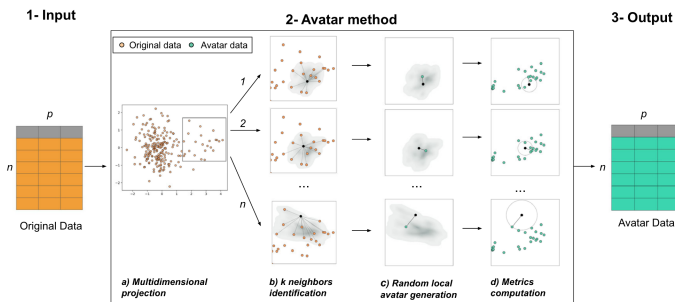 1- Input
2- Avatar method
3- Output
Original data
Avatar data
1
2
n
p
n
Original Data
...
...
...
p
n
Avatar Data
a) Multidimensional
projection
b) k neighbors
identification
c) Random local
avatar generation
d) Metrics
computation